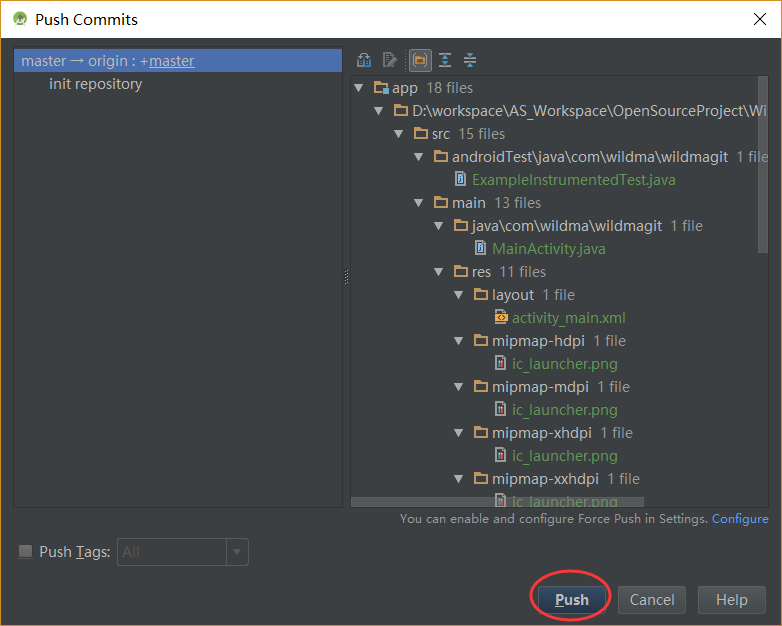 Push Commits
master → origin : +master
init repository
app 18 files
D:\workspace\AS_Workspace\OpenSourceProject\Wi
src 15 files
androidTest\java\com\wildma\wildmagit 1 file
ExampleInstrumentedTest.java
main 13 files
java\com\wildma\wildmagit 1 file
MainActivity.java
res 11 files
layout 1 file
activity_main.xml
mipmap-hdpi 1 file
ic_launcher.png
mipmap-mdpi 1 file
ic_launcher.png
mipmap-xhdpi 1 file
ic_launcher.png
mipmap-xxhdpi 1 file
ic_launcher.png
You can enable and configure Force Push in Settings. Configure
Push Tags: All
Push Cancel Help